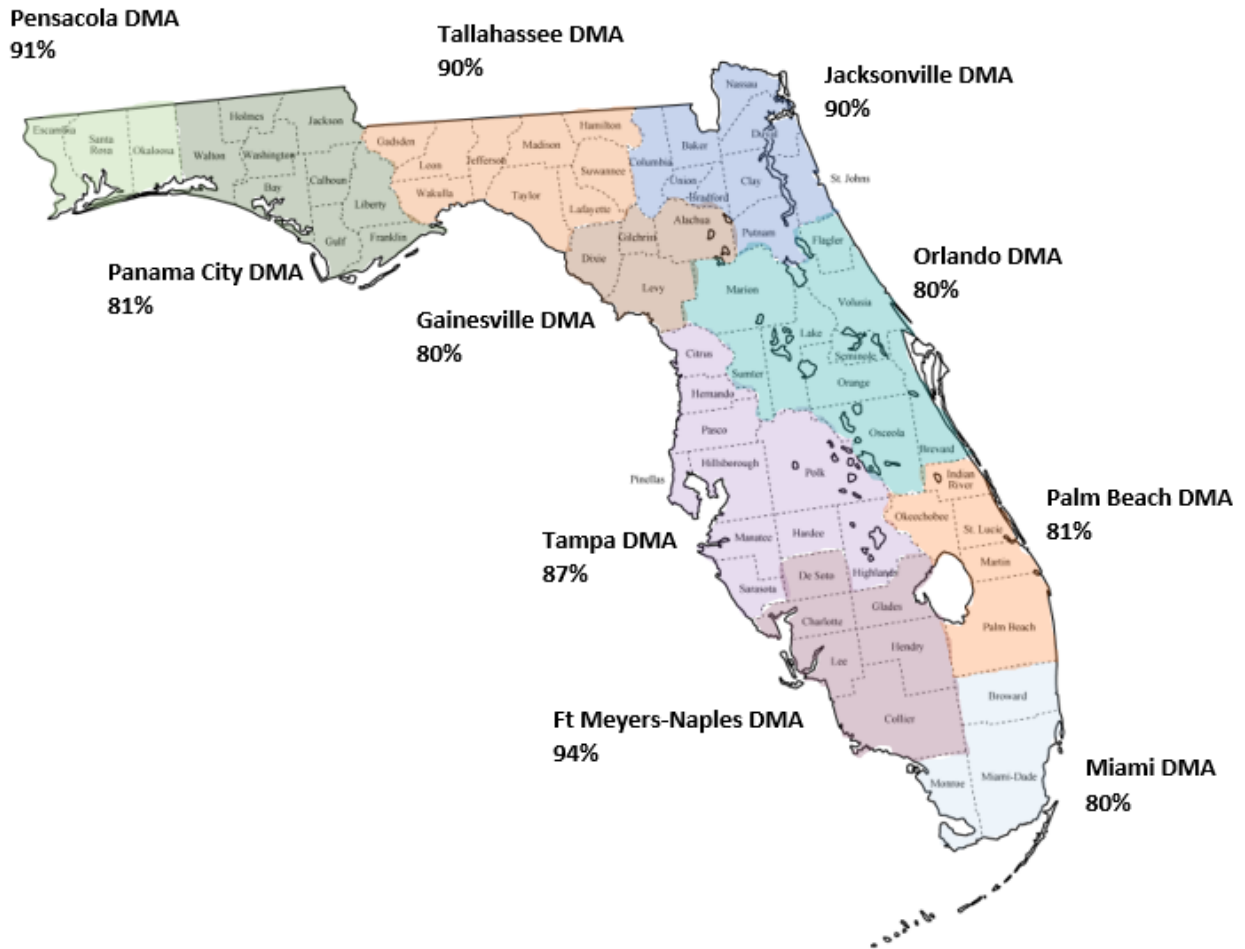 Pensacola DMA
91%
Tallahassee DMA
90%
Jacksonville DMA
90%
Nassau
Escambia
Santa
Rosa
Okaloosa
Holmes
Jackson
Walton
Washington
Bay
Calhoun
Liberty
Gulf
Franklin
Gadsden
Leon
Jefferson
Madison
Hamilton
Wakulla
Taylor
Suwannee
Lafayette
Columbia
Baker
Duval
Union
Bradford
Clay
St. Johns
Putnam
Alachua
Gilchrist
Dixie
Levy
Flagler
Panama City DMA
81%
Orlando DMA
80%
Gainesville DMA
80%
Marion
Volusia
Lake
Seminole
Citrus
Sumter
Orange
Hernando
Pasco
Osceola
Brevard
Hillsborough
Polk
Pinellas
Indian
River
Palm Beach DMA
81%
Okeechobee
St. Lucie
Tampa DMA
87%
Manatee
Hardee
Martin
Highlands
De Soto
Sarasota
Glades
Charlotte
Palm Beach
Hendry
Lee
Ft Meyers-Naples DMA
94%
Broward
Collier
Miami DMA
80%
Monroe
Miami-Dade